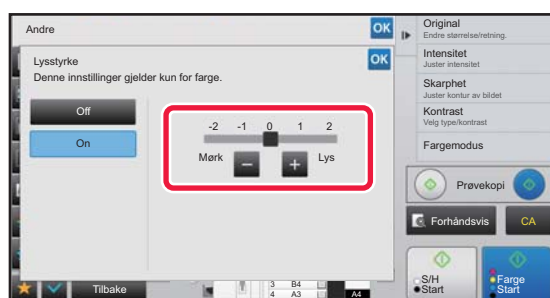 Andre
OK
Lysstyrke
OK
Denne innstillinger gjelder kun for farge.
Off
On
-2 -1 0 1 2
Mørk
Lys
Tilbake
3 B4
4 A3
A4
Original
Endre størrelse/retning.
Intensitet
Juster intensitet
Skarphet
Juster kontur av bildet
Kontrast
Velg type/kontrast
Fargemodus
Prøvekopi
Forhåndsvis
CA
S/H
Start
Farge
Start